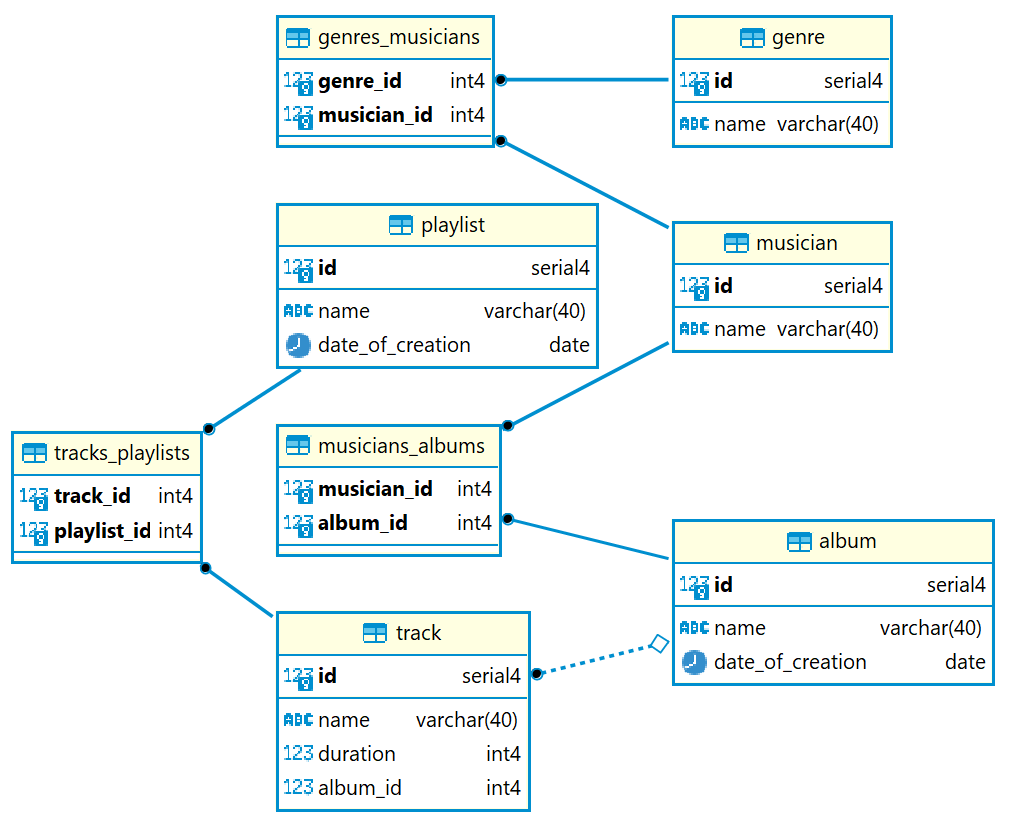 genres_musicians
123 genre_id int4
123 musician_id int4
genre
123 id serial4
ABC name varchar(40)
playlist
123 id serial4
ABC name varchar(40)
date_of_creation date
musician
123 id serial4
ABC name varchar(40)
tracks_playlists
123 track_id int4
123 playlist_id int4
musicians_albums
123 musician_id int4
123 album_id int4
album
123 id serial4
ABC name varchar(40)
date_of_creation date
track
123 id serial4
ABC name varchar(40)
123 duration int4
123 album_id int4